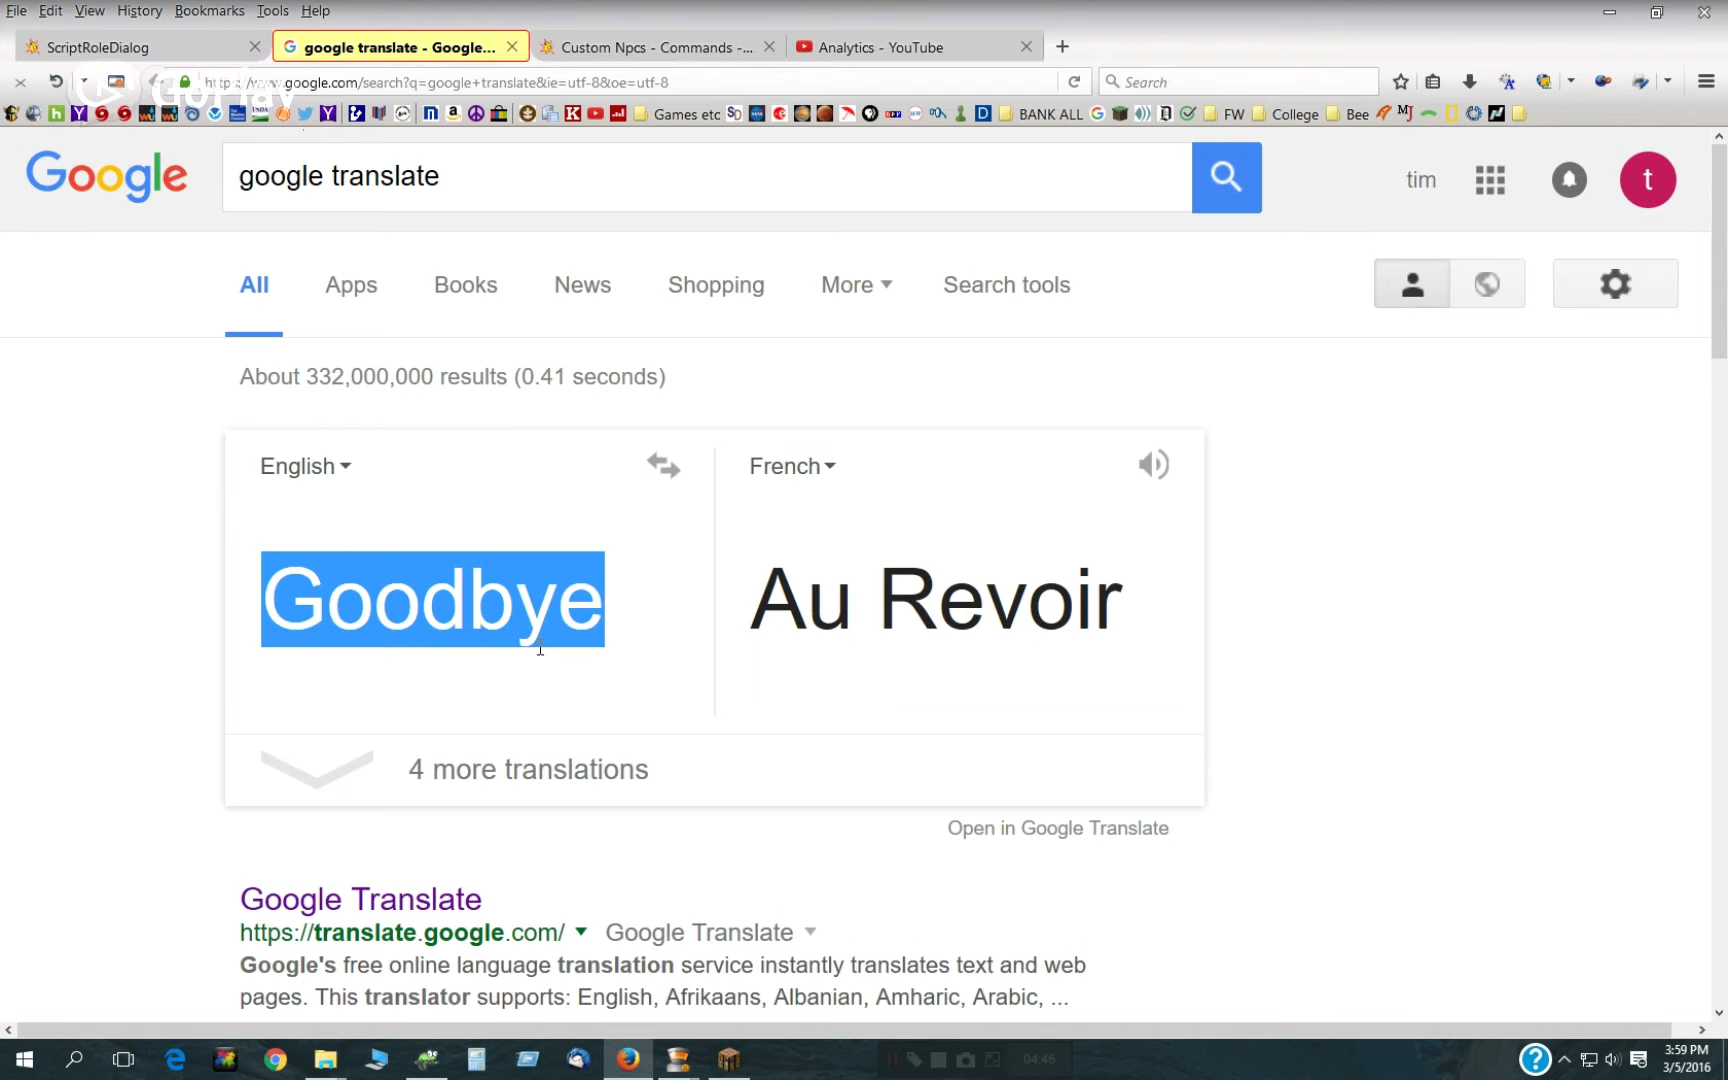 File Edit View History Bookmarks Tools Help
ScriptRoleDialog
google translate - Google...
Custom Npcs - Commands -...
Analytics - YouTube
https://www.google.com/search?q=google+translate&ie=utf-8&oe=utf-8
Search
Games etc
BANK ALL
FW
College
Bee
Google
google translate
tim
t
All Apps Books News Shopping More Search tools
About 332,000,000 results (0.41 seconds)
English
French
Goodbye
Au Revoir
4 more translations
Open in Google Translate
Google Translate
https://translate.google.com/ Google Translate
Google's free online language translation service instantly translates text and web
pages. This translator supports: English, Afrikaans, Albanian, Amharic, Arabic, ...
04:46
3:59 PM
3/5/2016